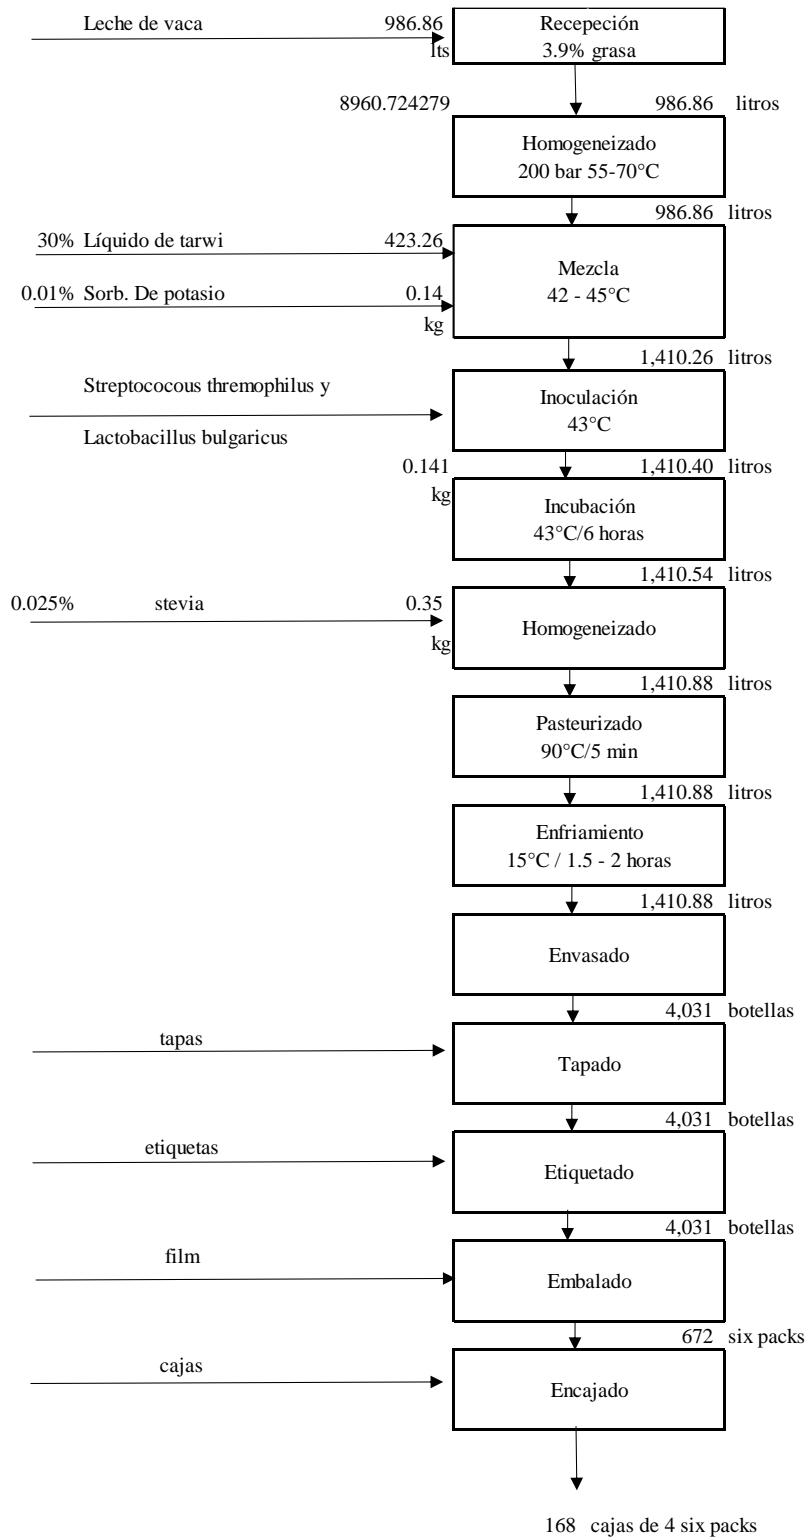 Leche de vaca 986.86 Recepeción
lts 3.9% grasa
8960.724279 986.86 litros
Homogeneizado
200 bar 55-70°C
986.86 litros
30% Líquido de tarwi 423.26
Mezcla
0.01% Sorb. De potasio 0.14 42 - 45°C
kg
1,410.26 litros
Streptococous thremophilus y
Inoculación
43°C
Lactobacillus bulgaricus
0.141 1,410.40 litros
kg
Incubación
43°C/6 horas
1,410.54 litros
0.025% stevia 0.35
Homogeneizado
kg
1,410.88 litros
Pasteurizado
90°C/5 min
1,410.88 litros
Enfriamiento
15°C / 1.5 - 2 horas
1,410.88 litros
Envasado
4,031 botellas
tapas
Tapado
4,031 botellas
etiquetas
Etiquetado
4,031 botellas
film
Embalado
672 six packs
cajas
Encajado
168 cajas de 4 six packs